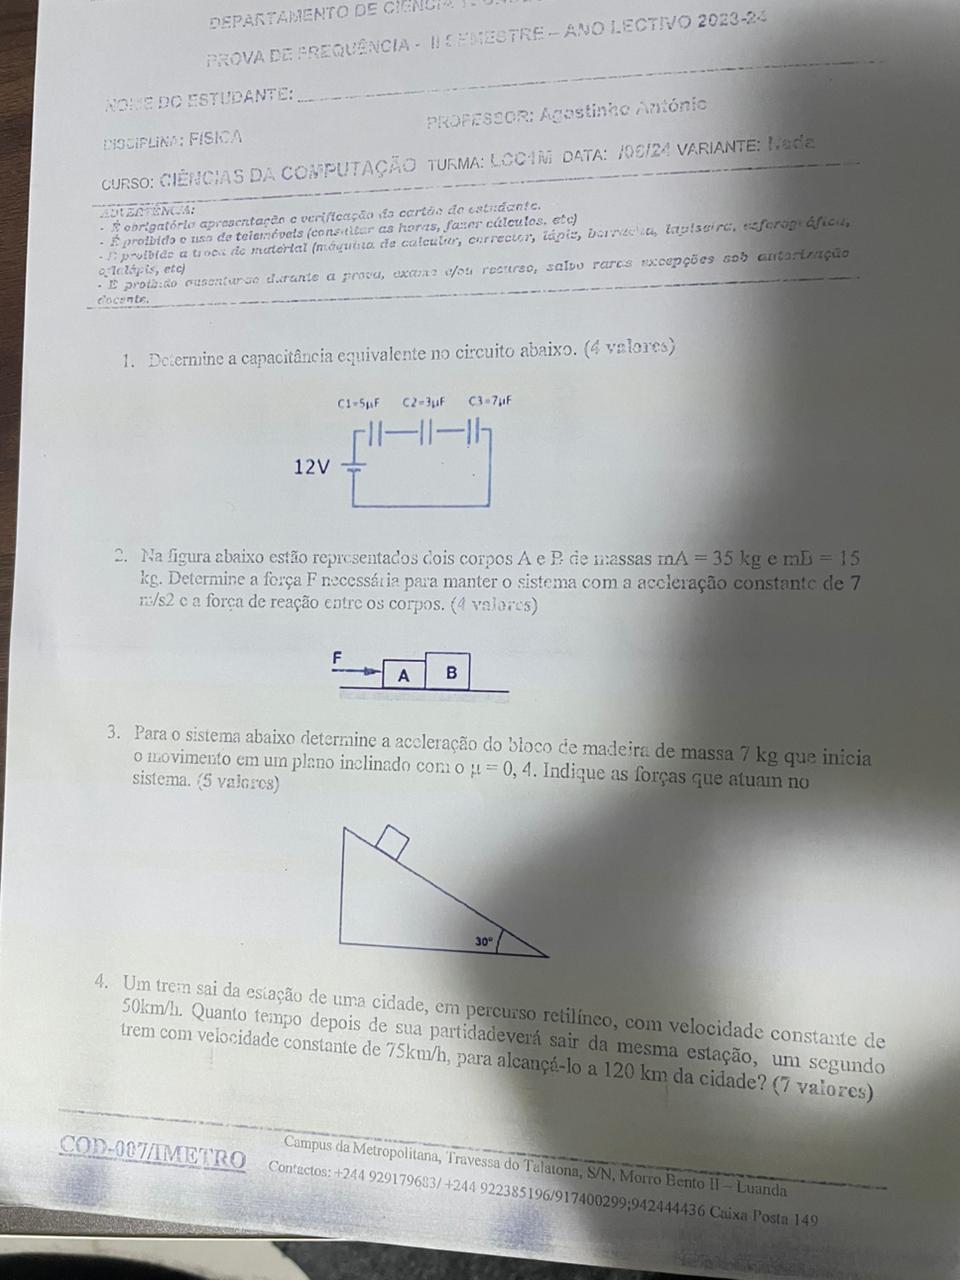 DEPARTAMENTO DE
PROVA DE FREQUÊNCIA - II SEMESTRE – ANO LECTIVO 2023-24
NOME DO ESTUDANTE:
DISCIPLINA: FISICA
PROFESSOR: Agostinho António
CURSO: CIÊNCIAS DA COMPUTAÇÃO TURMA: LCC1M DATA: /06/24 VARIANTE: Nada
ADVERTÊNCIA:
- É obrigatório apresentação e verificação do cartão de estudante.
- É proibido o uso de telemóveis (consultar as horas, fazer cálculos, etc)
- É proibido a troca de material (máquina de calcular, corrector, lápis, borracha, lapiseira, esferográfica,
etc)
- É proibido ausentar-se durante a prova, exame e/ou recurso, salvo raras excepções sob autorização
docente.
1. Determine a capacitância equivalente no circuito abaixo. (4 valores)
C1=5µF C2=3µF C3=7µF
12V
2. Na figura abaixo estão representados dois corpos A e B de massas mA = 35 kg e mB = 15
kg. Determine a força F necessária para manter o sistema com a aceleração constante de 7
m/s2 e a força de reação entre os corpos. (4 valores)
F
A B
3. Para o sistema abaixo determine a aceleração do bloco de madeira de massa 7 kg que inicia
o movimento em um plano inclinado com o µ = 0, 4. Indique as forças que atuam no
sistema. (5 valores)
30°
4. Um trem sai da estação de uma cidade, em percurso retilíneo, com velocidade constante de
50km/h. Quanto tempo depois de sua partidadeverá sair da mesma estação, um segundo
trem com velocidade constante de 75km/h, para alcançá-lo a 120 km da cidade? (7 valores)
COD-007/IMETRO
Campus da Metropolitana, Travessa do Talatona, S/N, Morro Bento II – Luanda
Contactos: +244 929179683/ +244 922385196/917400299;942444436 Caixa Posta 149